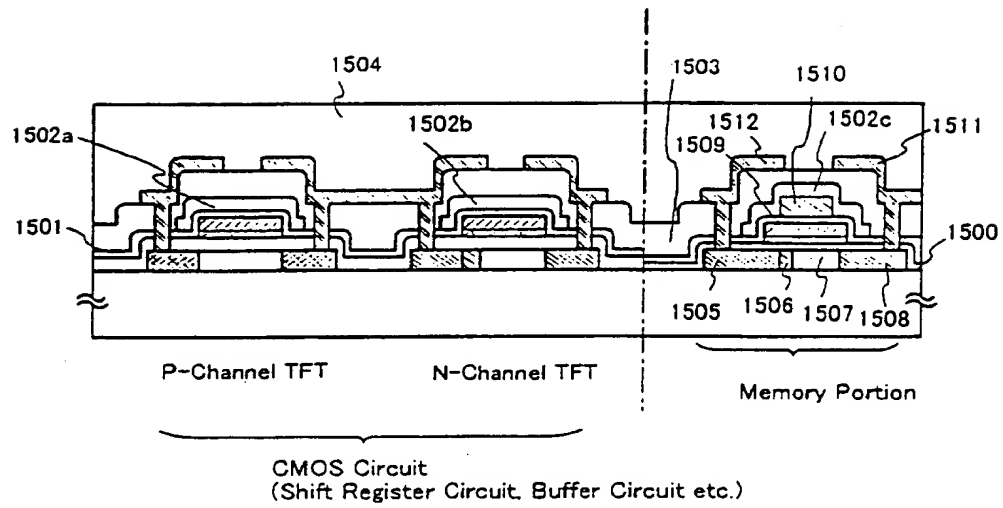 1504
1503
1510
1502a
1502b
1512
1502c
1511
1509
1501
1500
1505
1506
1507
1508
P-Channel TFT
N-Channel TFT
Memory Portion
CMOS Circuit
(Shift Register Circuit, Buffer Circuit etc.)